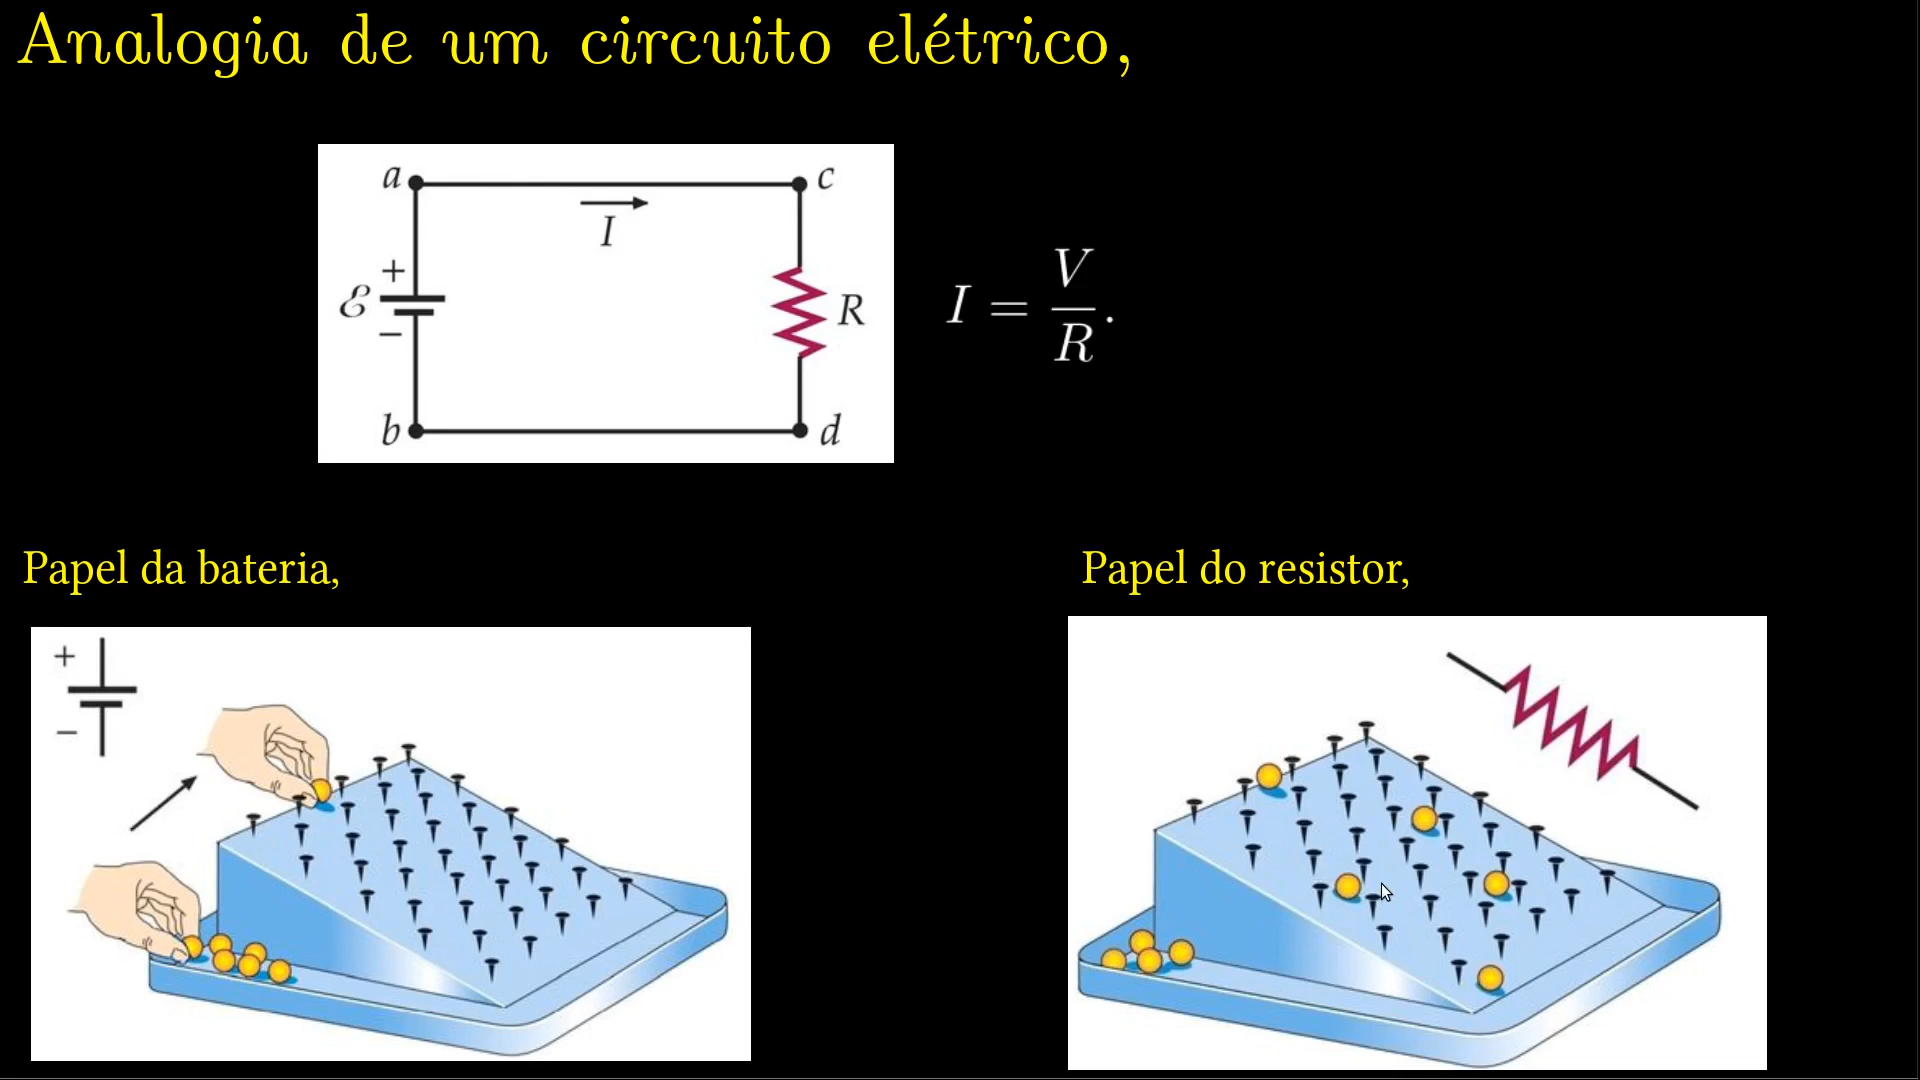 Analogia de um circuito elétrico,
a
c
I
+
ℰ
R
−
b
d
I = V/R.
Papel da bateria,
Papel do resistor,
+
−